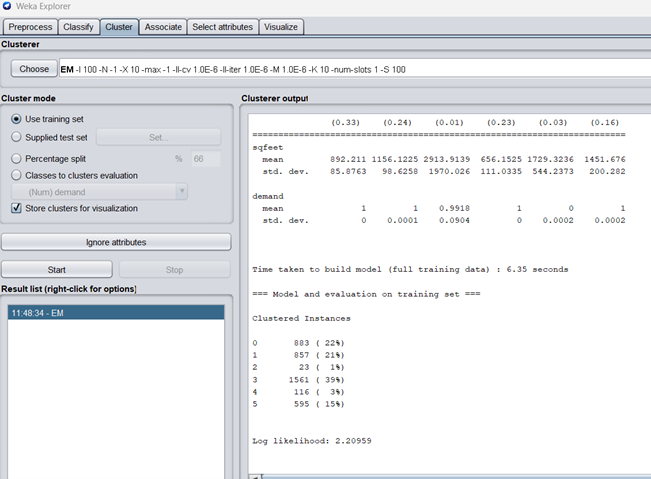 Weka Explorer
Preprocess Classify Cluster Associate Select attributes Visualize
Clusterer
Choose EM -I 100 -N -1 -X 10 -max -1 -ll-cv 1.0E-6 -ll-iter 1.0E-6 -M 1.0E-6 -K 10 -num-slots 1 -S 100
Cluster mode
Use training set
Supplied test set Set...
Percentage split % 66
Classes to clusters evaluation
(Num) demand
Store clusters for visualization
Ignore attributes
Start Stop
Result list (right-click for options)
11:48:34 - EM
Clusterer output
(0.33) (0.24) (0.01) (0.23) (0.03) (0.16)
======================================================================
sqfeet
mean 892.211 1156.1225 2913.9139 656.1525 1729.3236 1451.676
std. dev. 85.8763 98.6258 1970.026 111.0335 544.2373 200.282
demand
mean 1 1 0.9918 1 0 1
std. dev. 0 0.0001 0.0904 0 0.0002 0.0002
Time taken to build model (full training data) : 6.35 seconds
=== Model and evaluation on training set ===
Clustered Instances
0 883 ( 22%)
1 857 ( 21%)
2 23 ( 1%)
3 1561 ( 39%)
4 116 ( 3%)
5 595 ( 15%)
Log likelihood: 2.20959